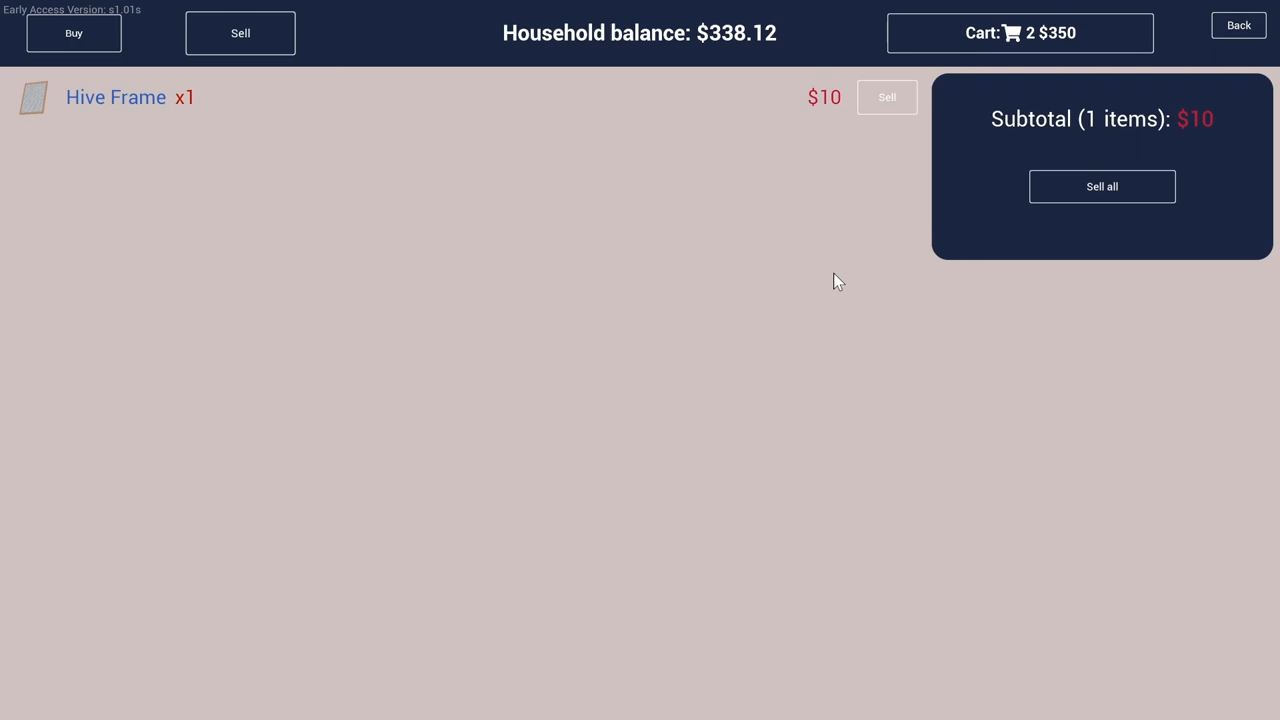 Early Access Version: s1.01s
Buy
Sell
Household balance: $338.12
Cart: 2 $350
Back
Hive Frame x1
$10
Sell
Subtotal (1 items): $10
Sell all